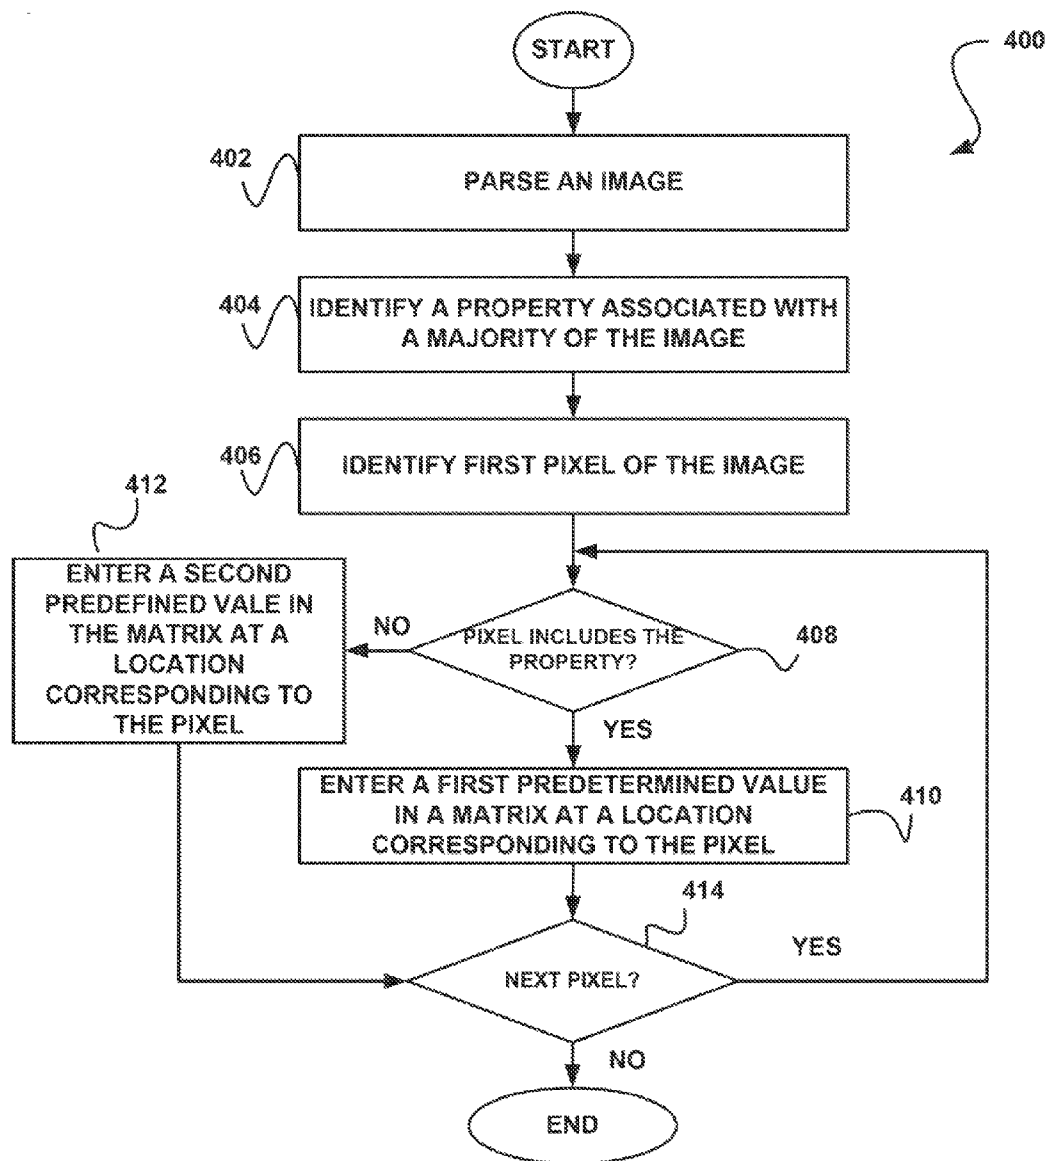 START
400
402
PARSE AN IMAGE
404
IDENTIFY A PROPERTY ASSOCIATED WITH
A MAJORITY OF THE IMAGE
406
IDENTIFY FIRST PIXEL OF THE IMAGE
412
ENTER A SECOND
PREDEFINED VALE IN
THE MATRIX AT A
LOCATION
CORRESPONDING TO
THE PIXEL
NO
PIXEL INCLUDES THE
PROPERTY?
408
YES
ENTER A FIRST PREDETERMINED VALUE
IN A MATRIX AT A LOCATION
CORRESPONDING TO THE PIXEL
410
414
NEXT PIXEL?
YES
NO
END